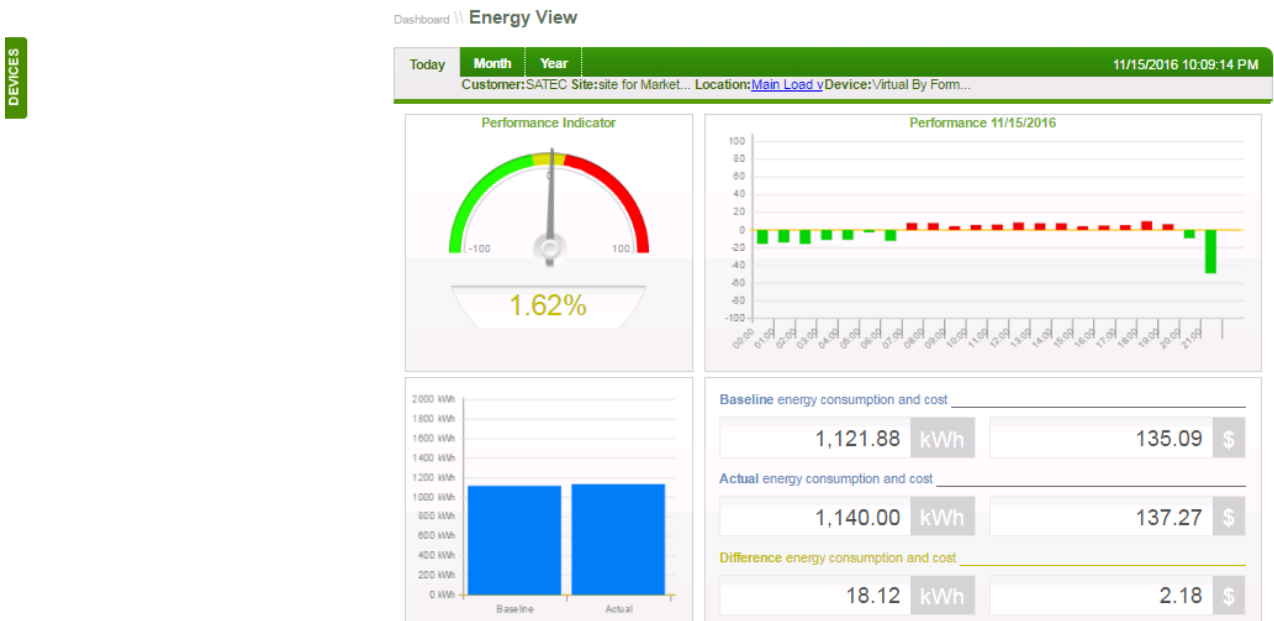 Dashboard \\ Energy View
DEVICES
Today Month Year 11/15/2016 10:09:14 PM
Customer:SATEC Site:site for Market... Location:Main Load v Device:Virtual By Form...
Performance Indicator
0
-100 100
1.62%
Performance 11/15/2016
100
80
60
40
20
0
-20
-40
-60
-80
-100
00:00 01:00 02:00 03:00 04:00 05:00 06:00 07:00 08:00 09:00 10:00 11:00 12:00 13:00 14:00 15:00 16:00 17:00 18:00 19:00 20:00 21:00
2000 kWh
1800 kWh
1600 kWh
1400 kWh
1200 kWh
1000 kWh
800 kWh
600 kWh
400 kWh
200 kWh
0 kWh
Baseline Actual
Baseline energy consumption and cost
1,121.88 kWh 135.09 $
Actual energy consumption and cost
1,140.00 kWh 137.27 $
Difference energy consumption and cost
18.12 kWh 2.18 $